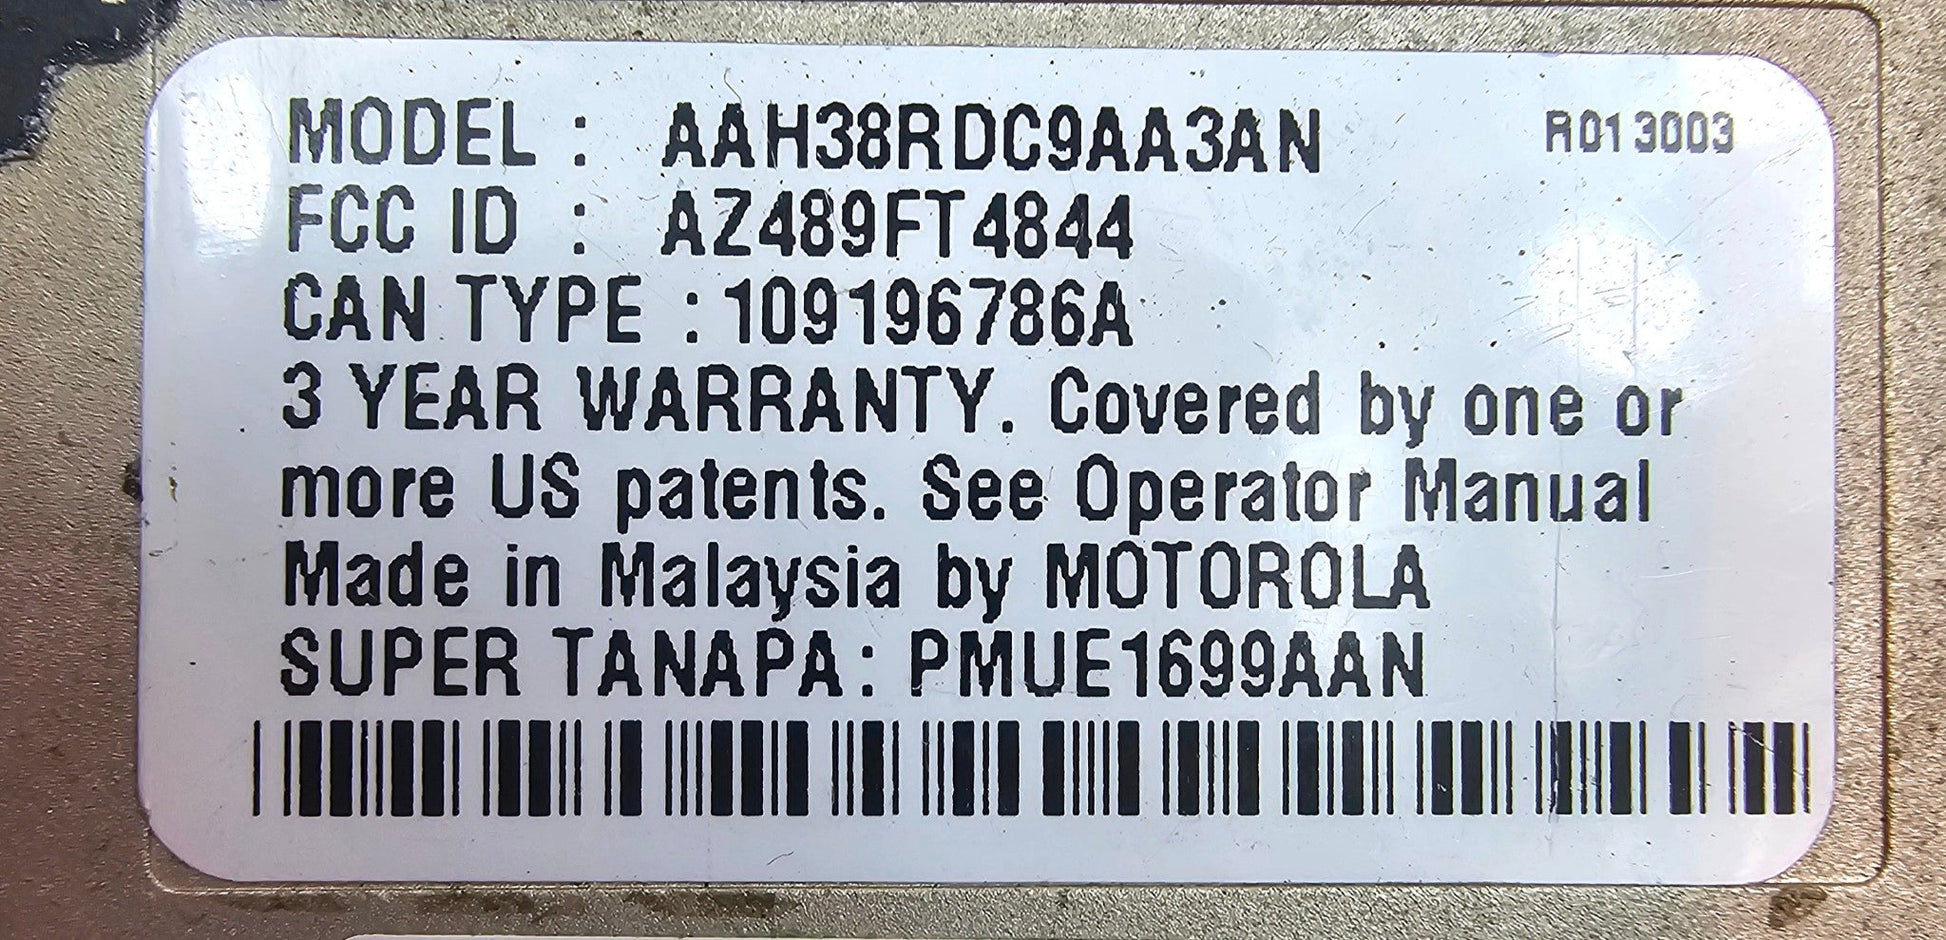 MODEL : AAH38RDC9AA3AN R013003
FCC ID : AZ489FT4844
CAN TYPE :109196786A
3 YEAR WARRANTY. Covered by one or
more US patents. See Operator Manual
Made in Malaysia by MOTOROLA
SUPER TANAPA: PMUE1699AAN